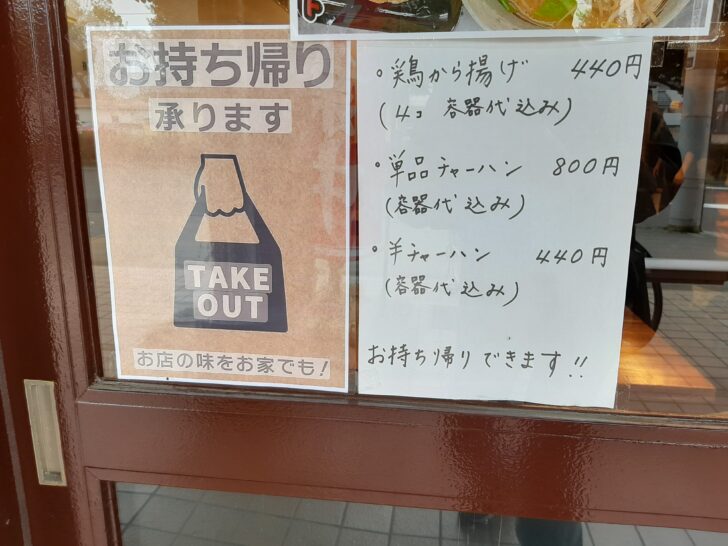 お持ち帰り
承ります
TAKE
OUT
お店の味をお家でも!
・鶏から揚げ 440円
(4コ 容器代込み)
・単品チャーハン 800円
(容器代込み)
・半チャーハン 440円
(容器代込み)
お持ち帰りできます!!